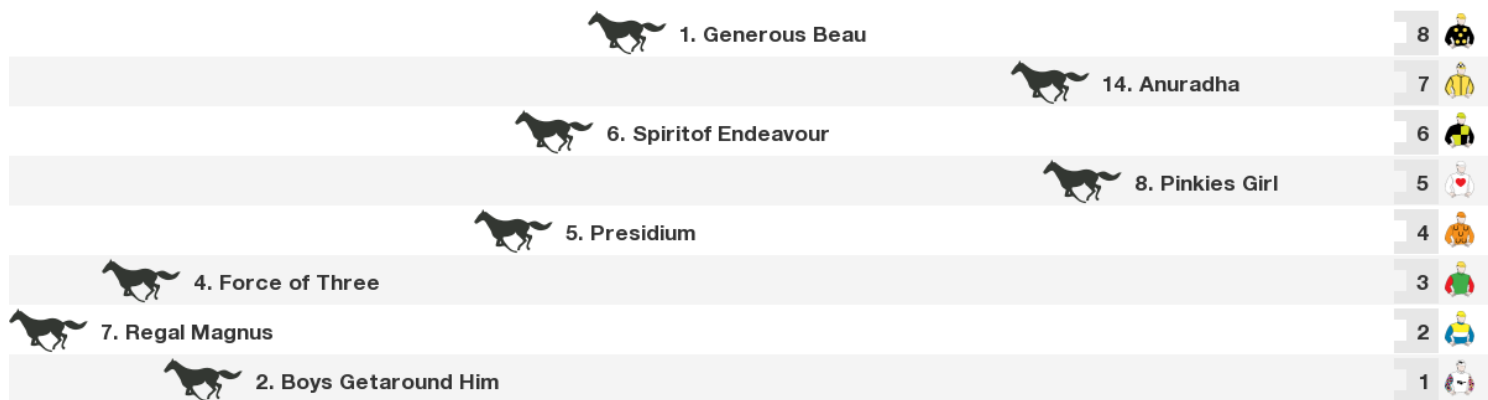 1. Generous Beau 8
14. Anuradha 7
6. Spiritof Endeavour 6
8. Pinkies Girl 5
5. Presidium 4
4. Force of Three 3
7. Regal Magnus 2
2. Boys Getaround Him 1